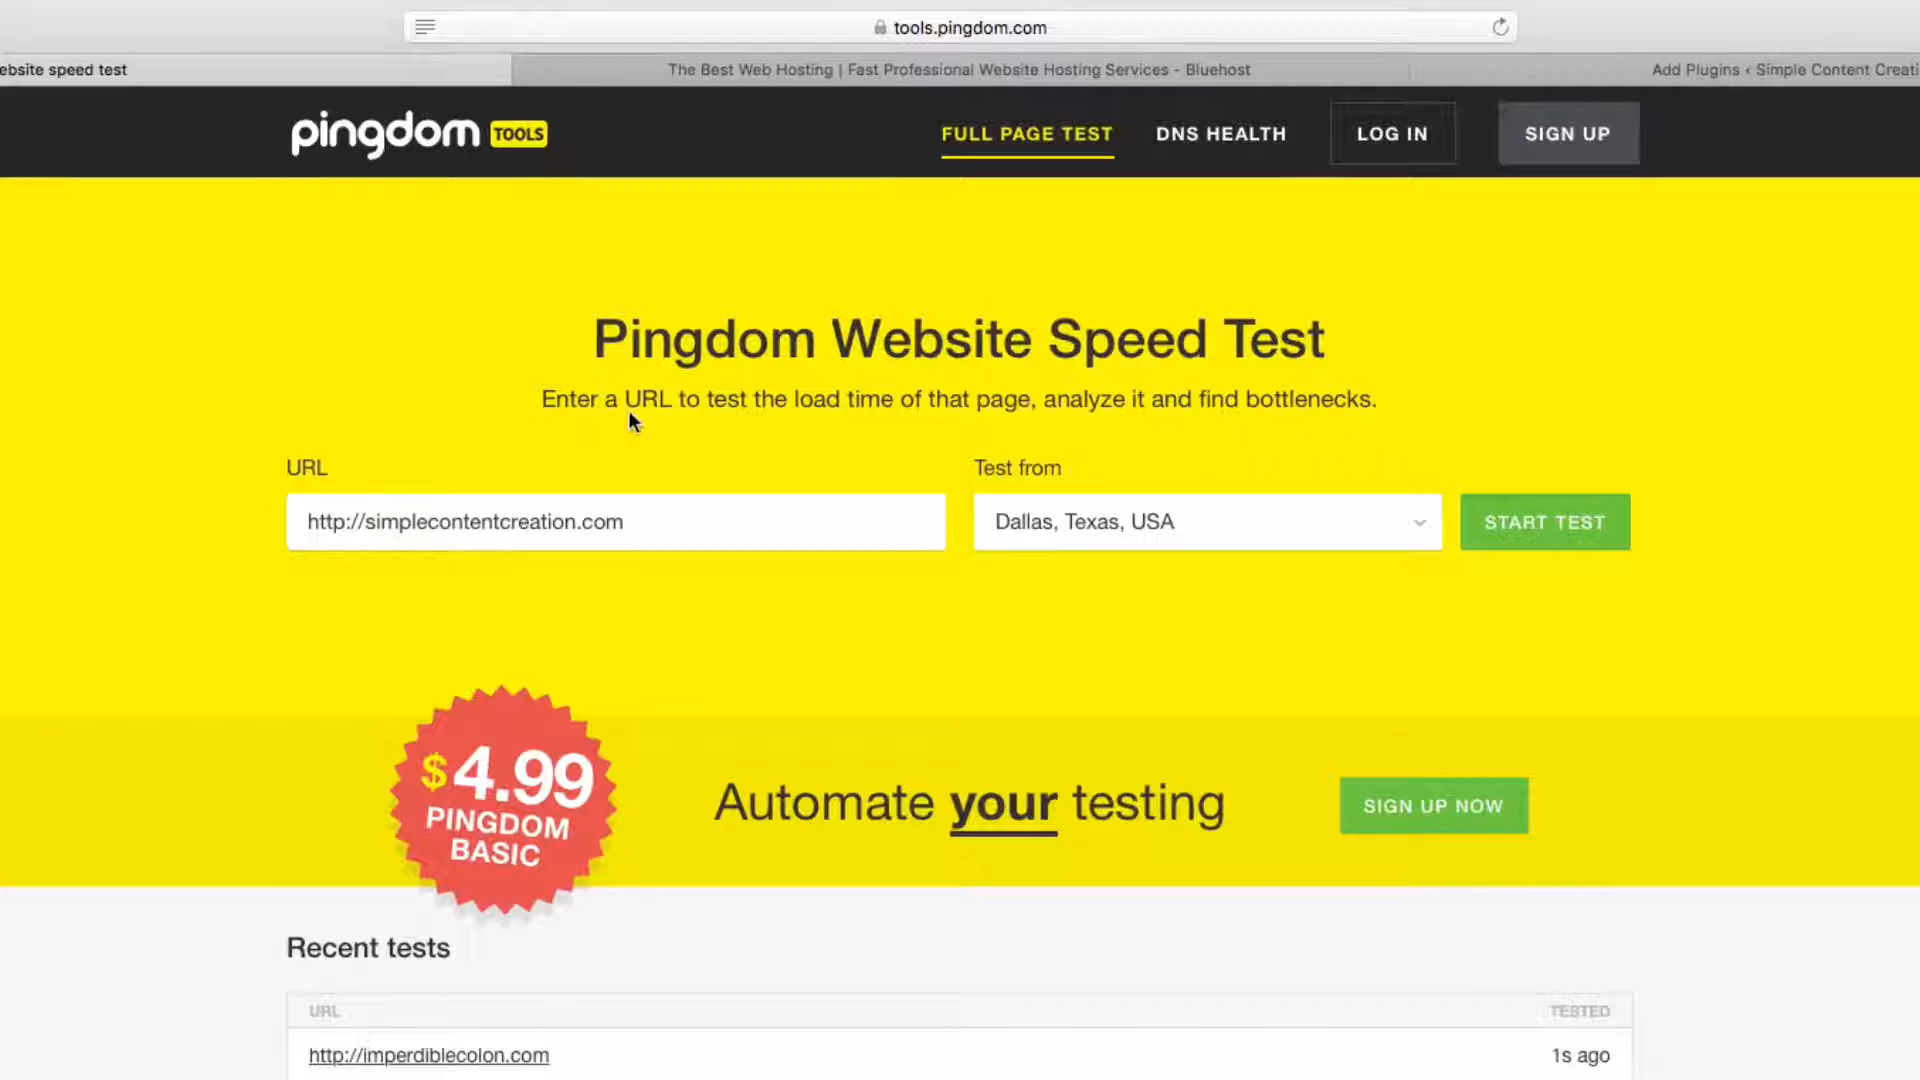 tools.pingdom.com
ebsite speed test
The Best Web Hosting | Fast Professional Website Hosting Services - Bluehost
Add Plugins ‹ Simple Content Creati
pingdom TOOLS
FULL PAGE TEST
DNS HEALTH
LOG IN
SIGN UP
Pingdom Website Speed Test
Enter a URL to test the load time of that page, analyze it and find bottlenecks.
URL
Test from
http://simplecontentcreation.com
Dallas, Texas, USA
START TEST
$4.99
PINGDOM
BASIC
Automate your testing
SIGN UP NOW
Recent tests
URL
TESTED
http://imperdiblecolon.com
1s ago